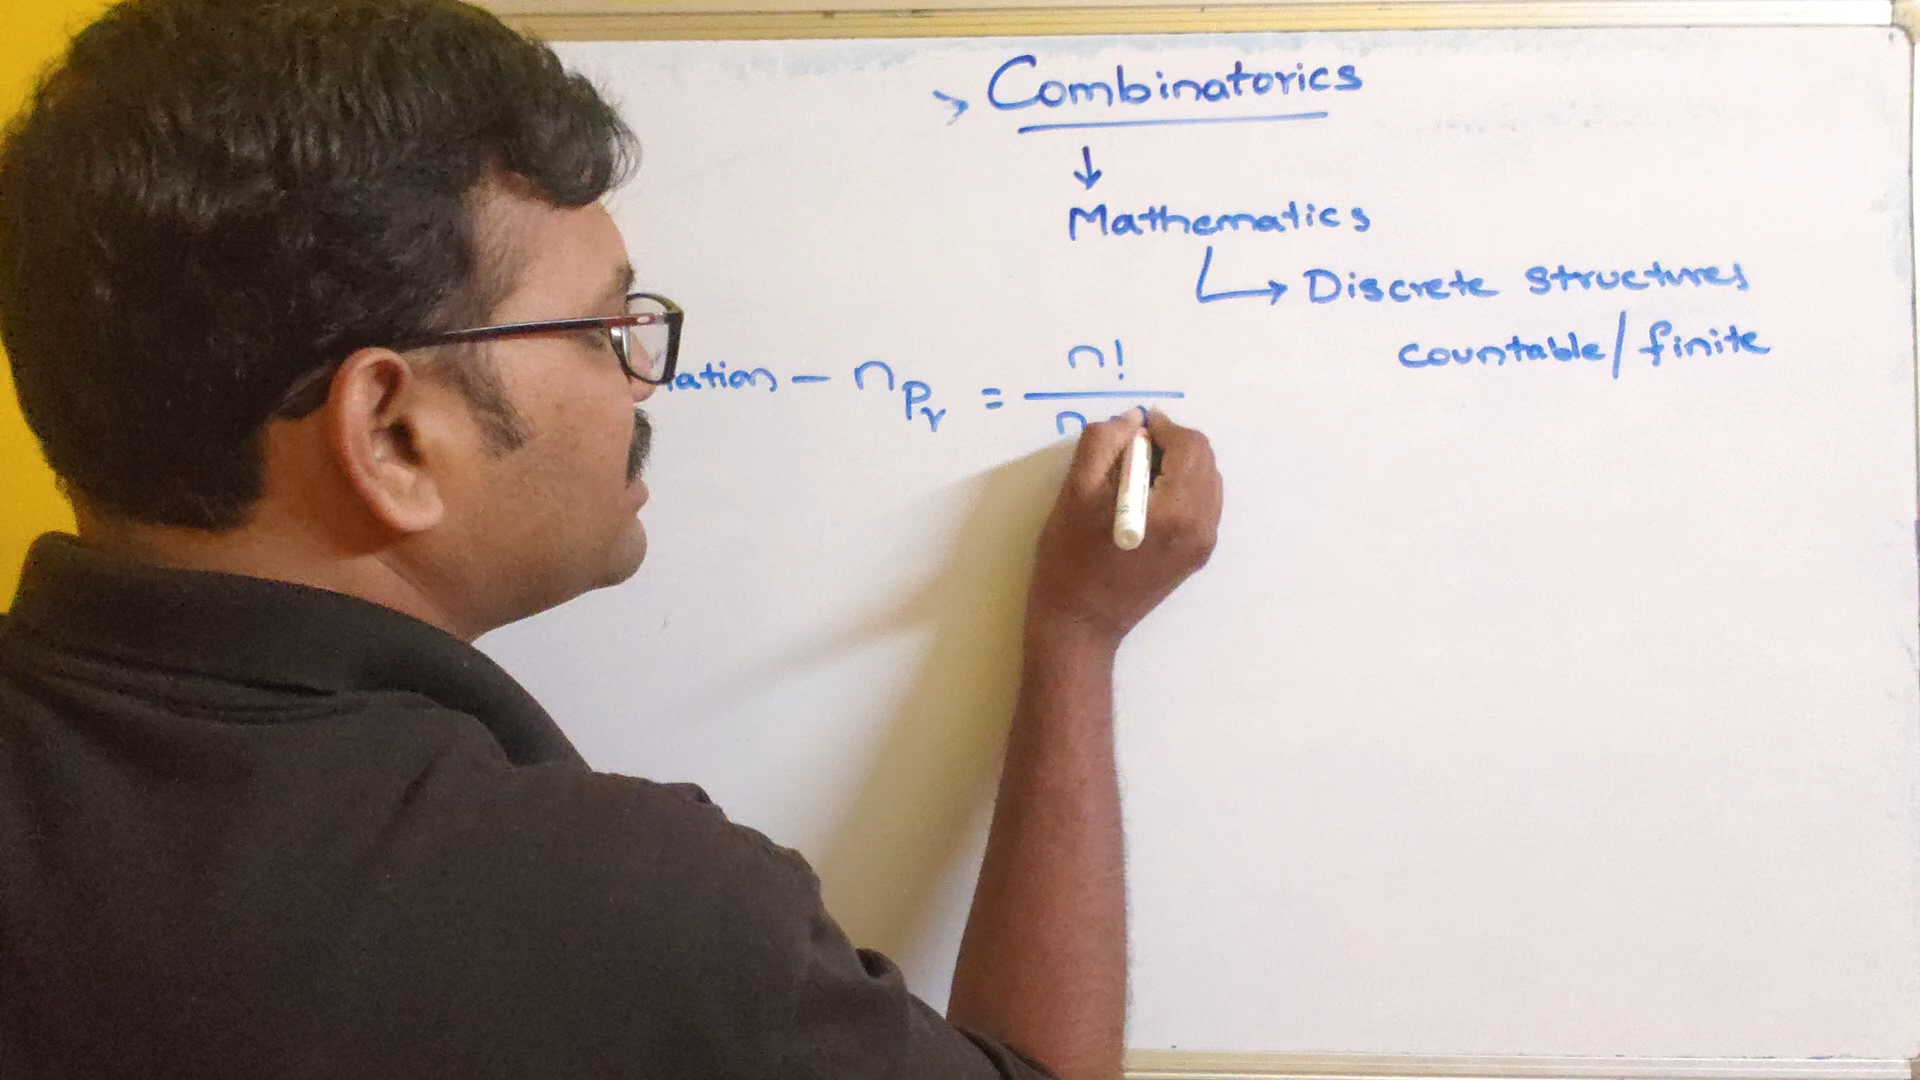 > Combinatorics
↓
Mathematics
↳ Discrete structures
countable/finite
ation - nPr = n!
n